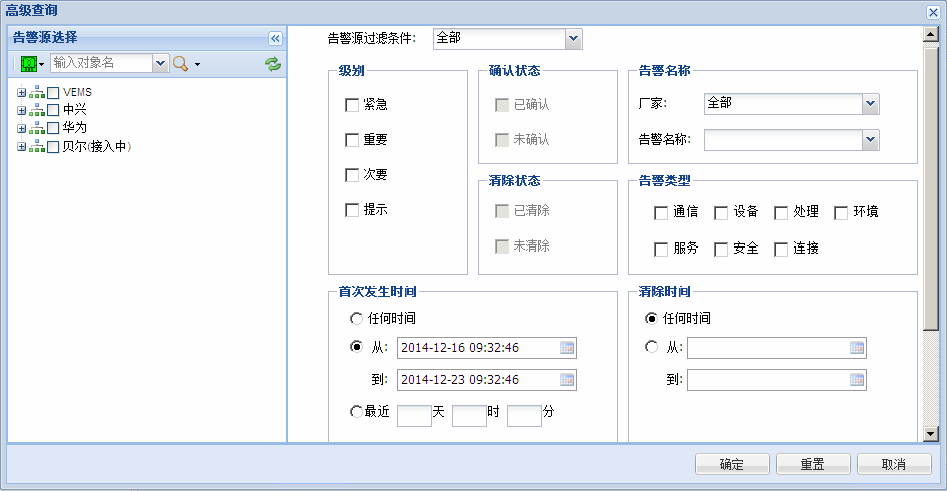 高级查询
告警源选择
输入对象名
VEMS
中兴
华为
贝尔(接入中)
告警源过滤条件: 全部
级别
紧急
重要
次要
提示
确认状态
已确认
未确认
清除状态
已清除
未清除
告警名称
厂家: 全部
告警名称:
告警类型
通信 设备 处理 环境
服务 安全 连接
首次发生时间
任何时间
从: 2014-12-16 09:32:46
到: 2014-12-23 09:32:46
最近 天 时 分
清除时间
任何时间
从:
到:
确定 重置 取消